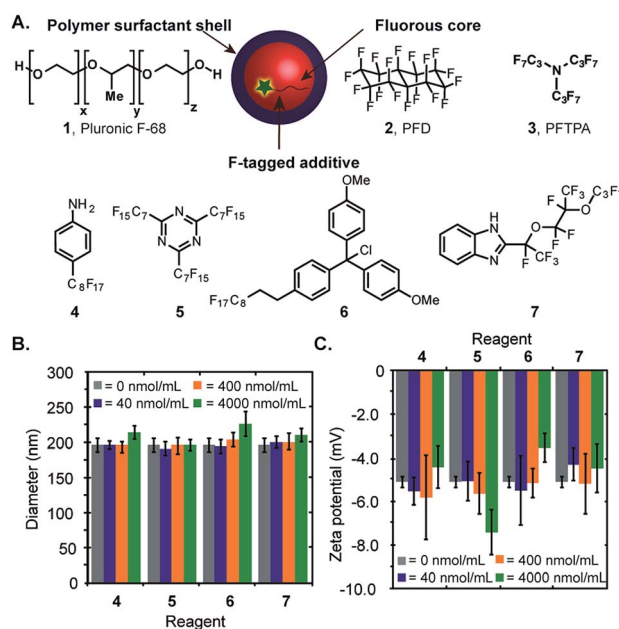 A.
Polymer surfactant shell
Fluorous core
H O O O OH
Me
x y z
1, Pluronic F-68
F F F F F F F F F F F F F F F F F F
2, PFD
F7C3 N C3F7
C3F7
3, PFTPA
F-tagged additive
NH2
C8F17
4
F15 C7 N C7F15
N N
C7F15
5
OMe
Cl
F17C8
OMe
6
H
N
N
F CF3
O
F F
CF3
F O C3F7
F
7
B.
300
250
200
150
100
50
0
Diameter (nm)
= 0 nmol/mL = 400 nmol/mL
= 40 nmol/mL = 4000 nmol/mL
4 5 6 7
Reagent
C.
Reagent
4 5 6 7
0
-2.0
-4.0
-6.0
-8.0
-10.0
Zeta potential (mV)
= 0 nmol/mL = 400 nmol/mL
= 40 nmol/mL = 4000 nmol/mL